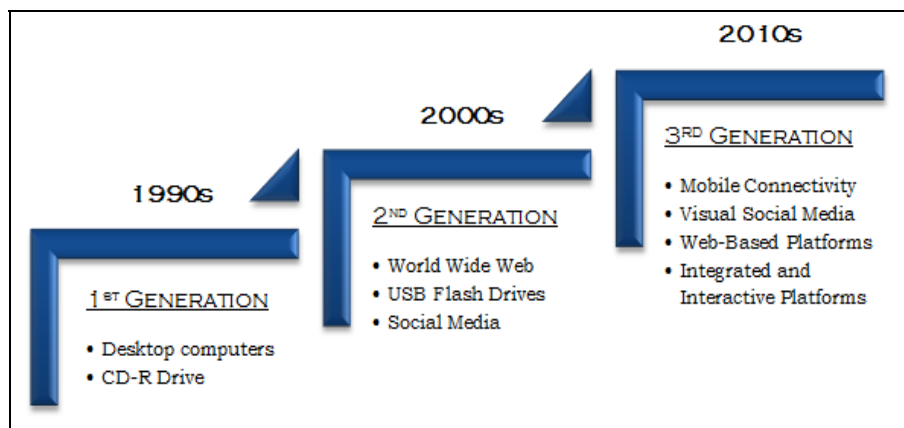 1990s
1ST GENERATION
• Desktop computers
• CD-R Drive
2000s
2ND GENERATION
• World Wide Web
• USB Flash Drives
• Social Media
2010s
3RD GENERATION
• Mobile Connectivity
• Visual Social Media
• Web-Based Platforms
• Integrated and
Interactive Platforms